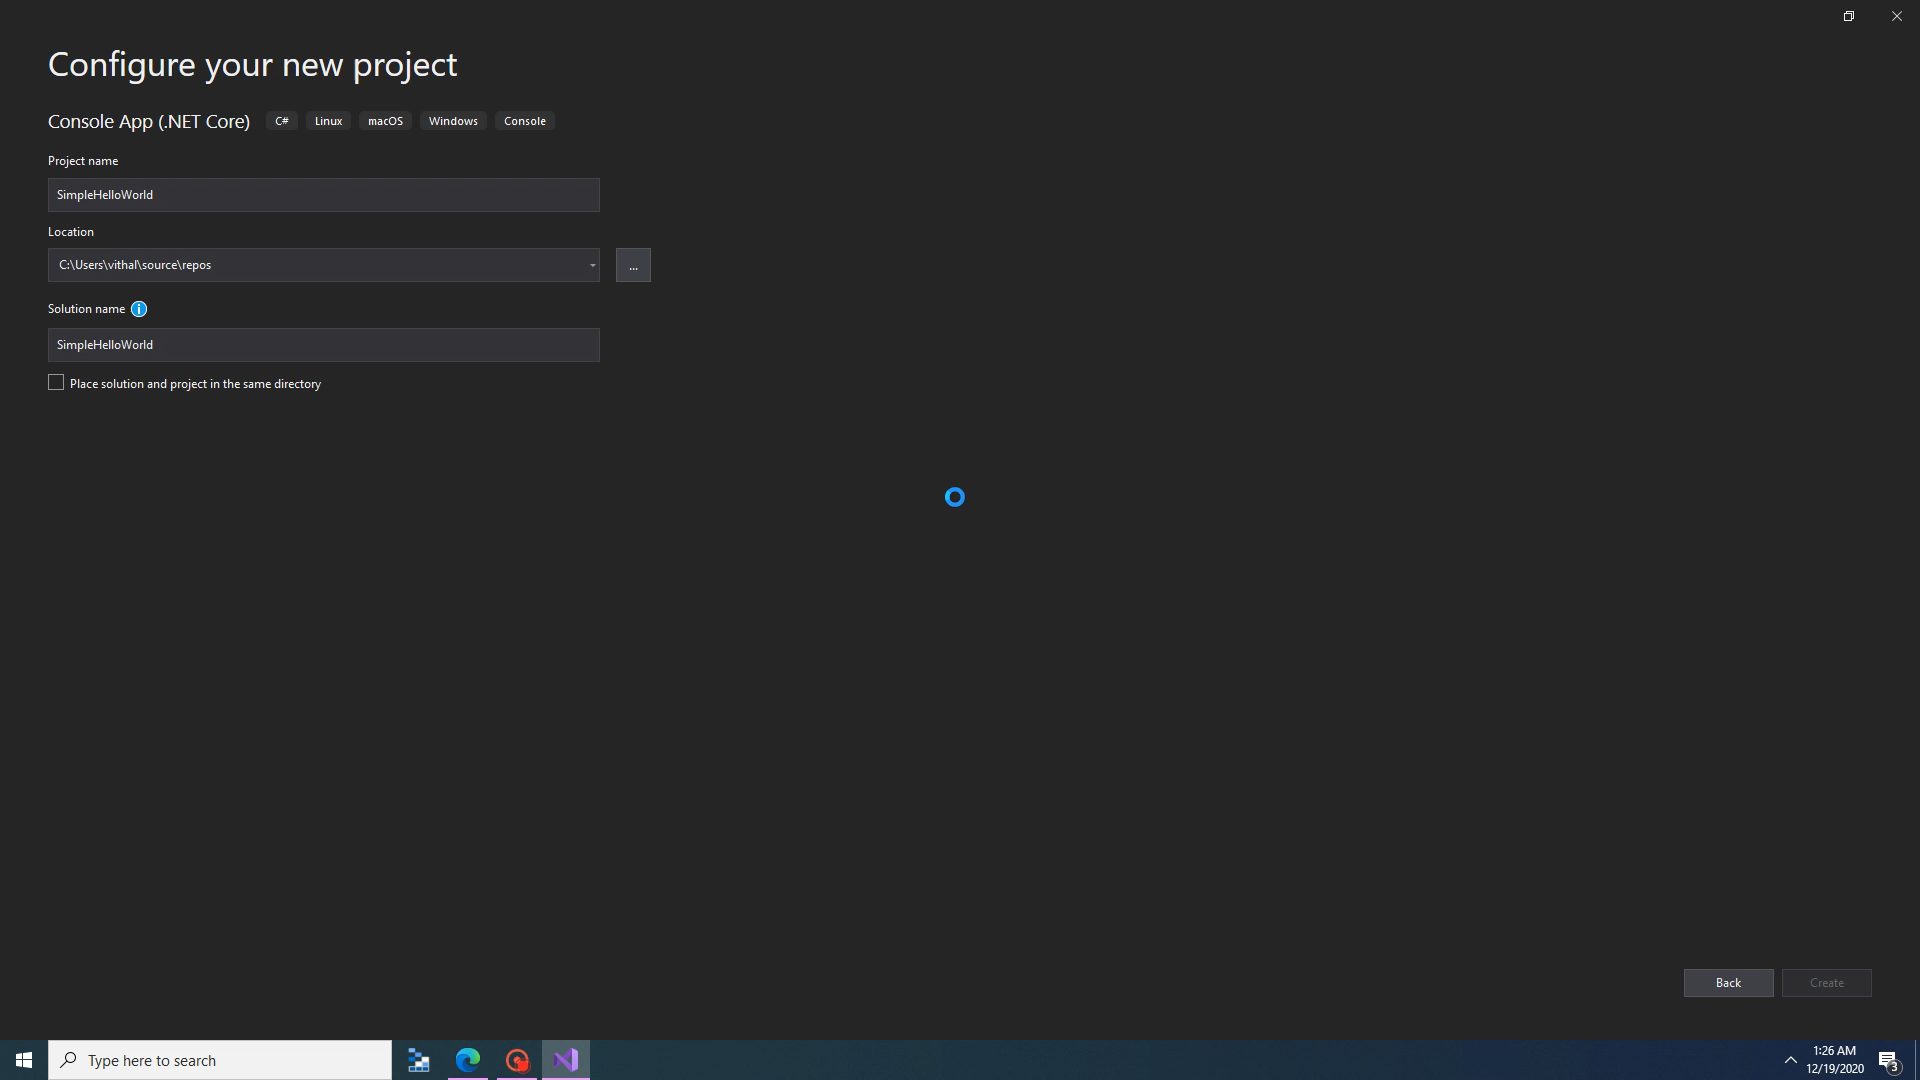 Configure your new project
Console App (.NET Core) C# Linux macOS Windows Console
Project name
SimpleHelloWorld
Location
C:\Users\vithal\source\repos
...
Solution name
SimpleHelloWorld
Place solution and project in the same directory
Back Create
Type here to search
1:26 AM
12/19/2020
3